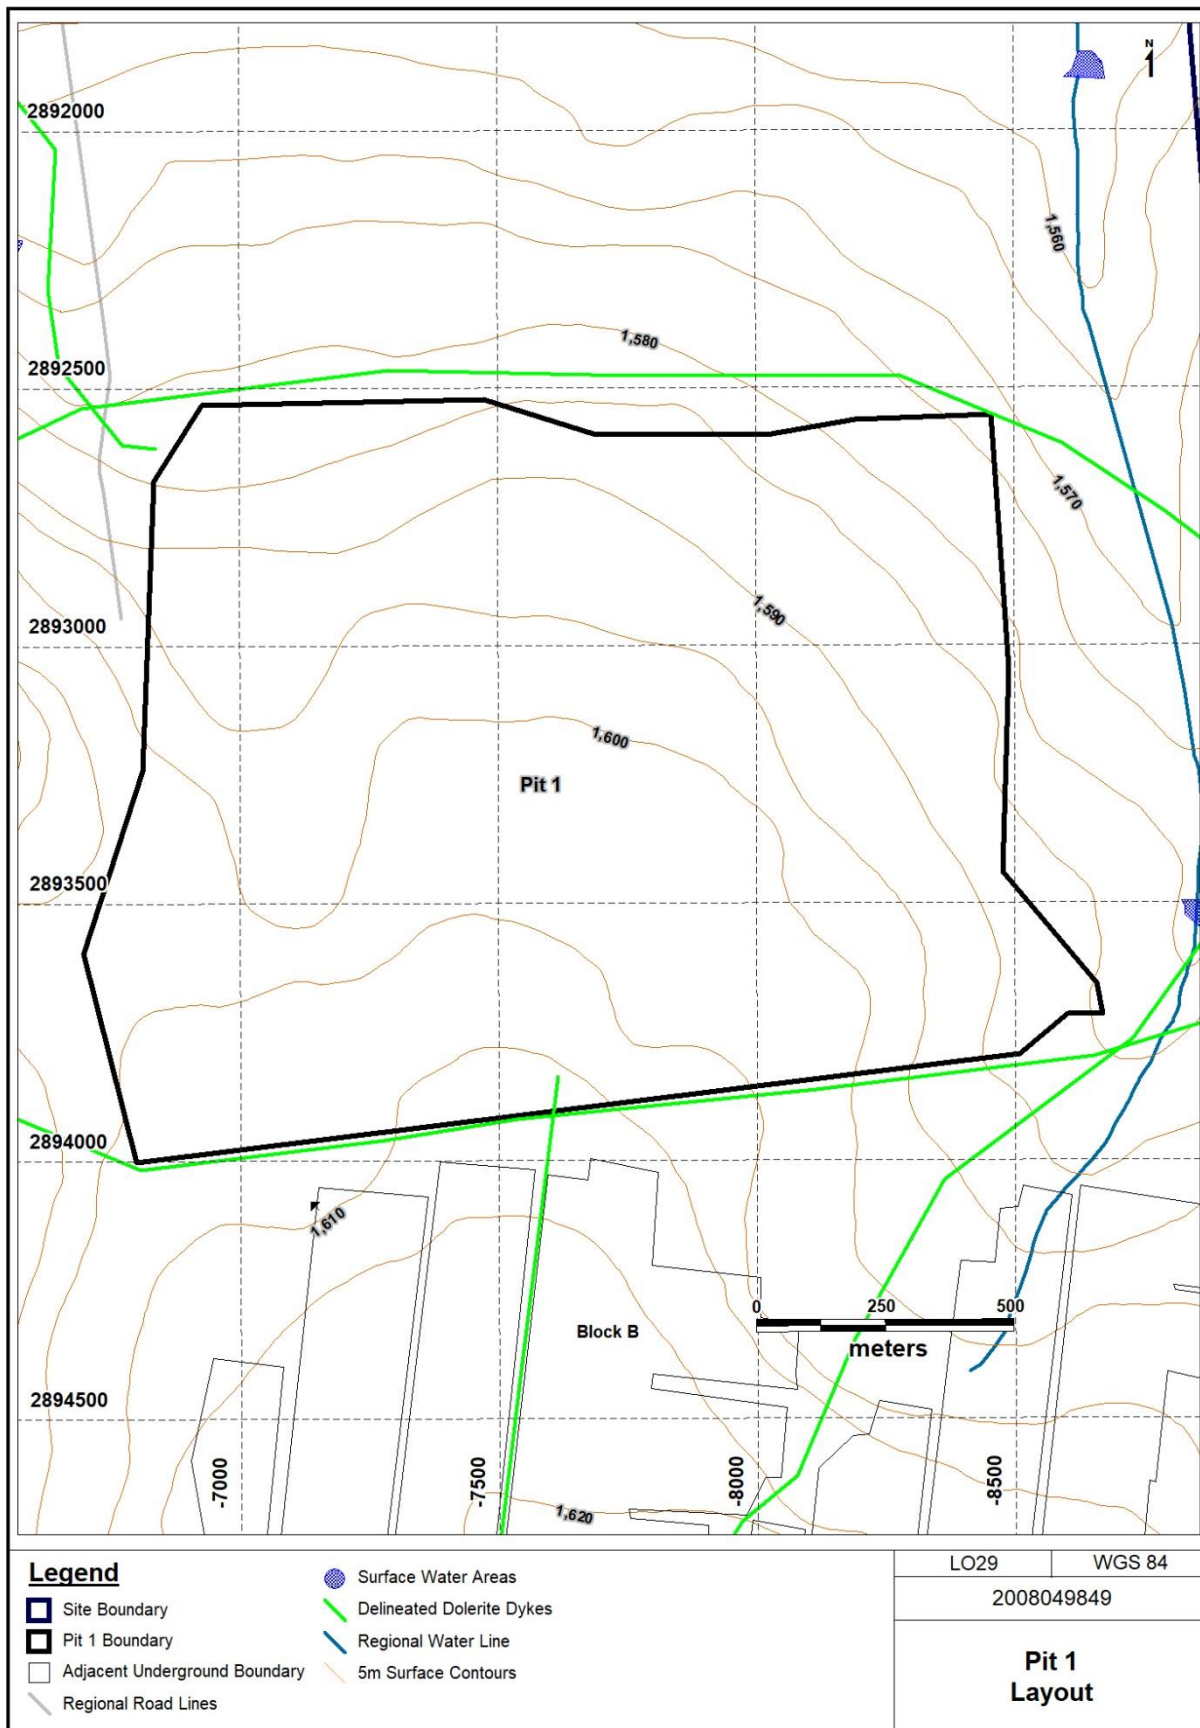 N
1
2892000
1,560
1,580
2892500
1,570
1,590
2893000
1,600
Pit 1
2893500
2894000
1,610
0 250 500
meters
Block B
2894500
-7000
-7500
-8000
-8500
1,620
Legend
Site Boundary
Pit 1 Boundary
Adjacent Underground Boundary
Regional Road Lines
Surface Water Areas
Delineated Dolerite Dykes
Regional Water Line
5m Surface Contours
LO29 WGS 84
2008049849
Pit 1
Layout